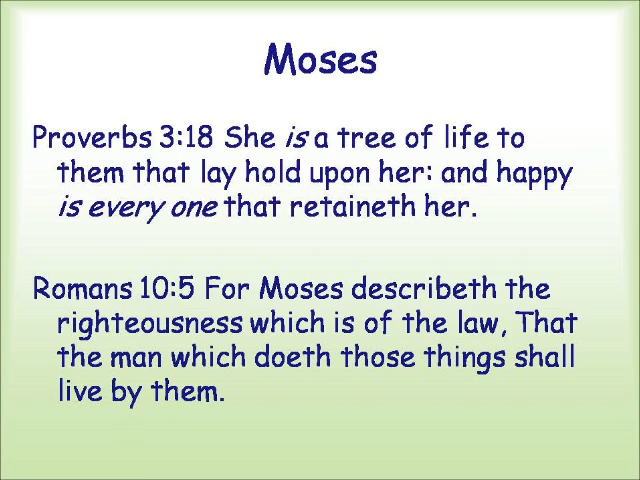 Moses
Proverbs 3:18 She is a tree of life to
them that lay hold upon her: and happy
is every one that retaineth her.
Romans 10:5 For Moses describeth the
righteousness which is of the law, That
the man which doeth those things shall
live by them.